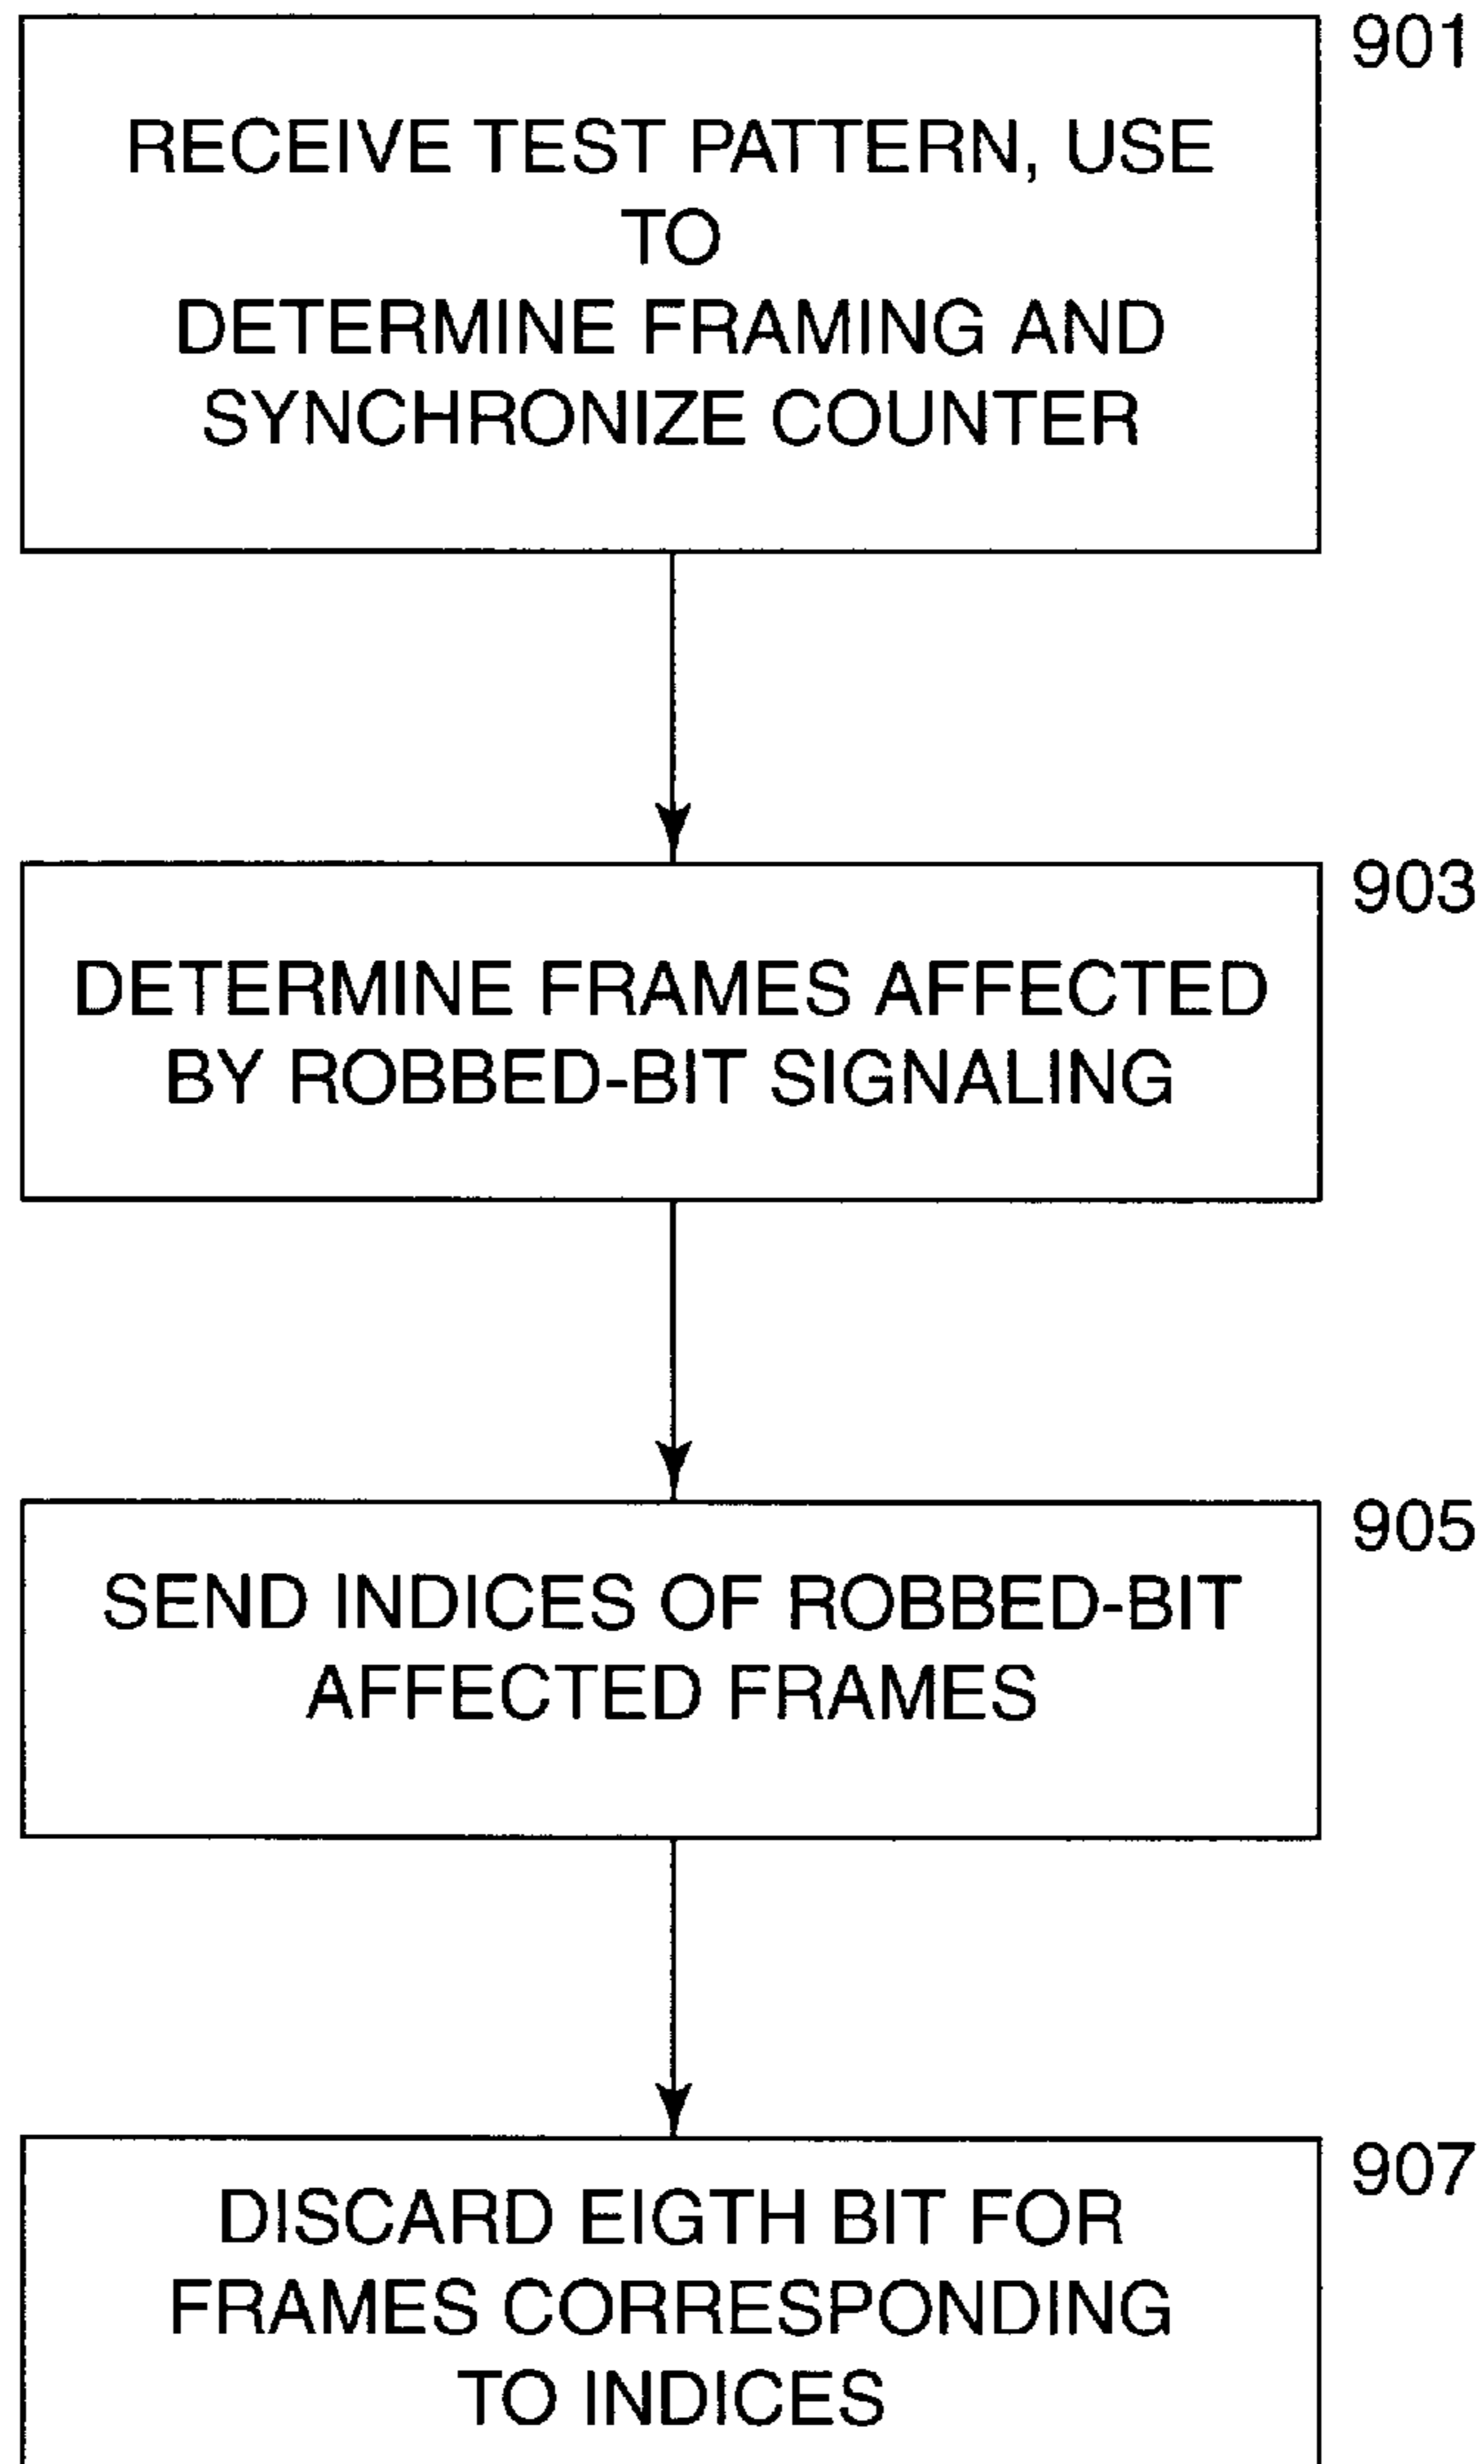 901
RECEIVE TEST PATTERN, USE
TO
DETERMINE FRAMING AND
SYNCHRONIZE COUNTER
903
DETERMINE FRAMES AFFECTED
BY ROBBED-BIT SIGNALING
905
SEND INDICES OF ROBBED-BIT
AFFECTED FRAMES
907
DISCARD EIGTH BIT FOR
FRAMES CORRESPONDING
TO INDICES